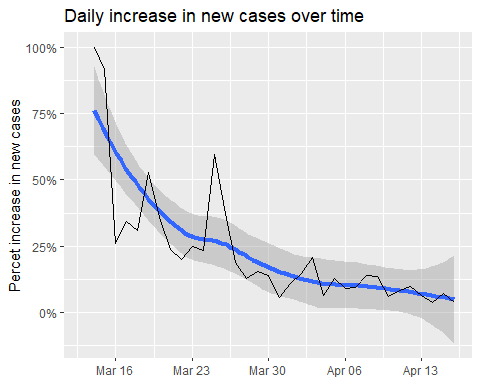 Daily increase in new cases over time
Percet increase in new cases
100%
75%
50%
25%
0%
Mar 16 Mar 23 Mar 30 Apr 06 Apr 13